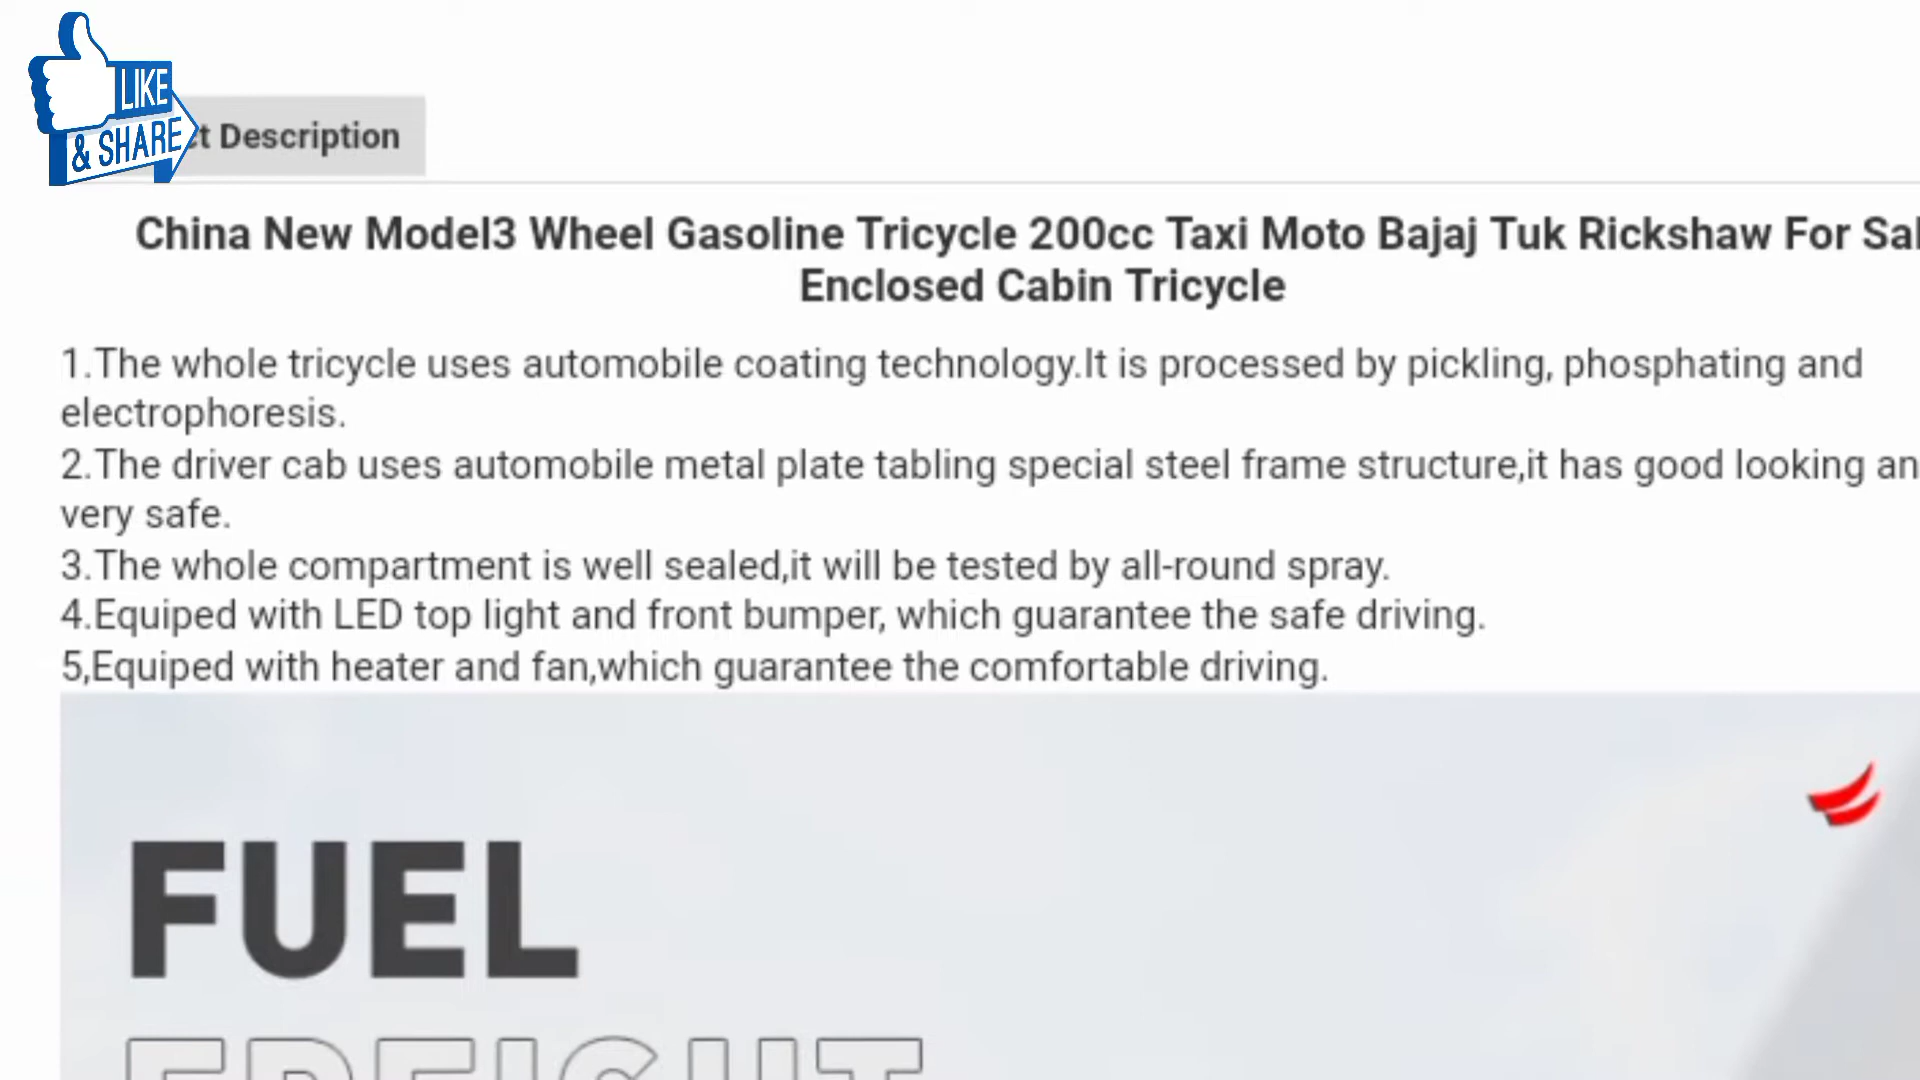 LIKE
& SHARE
Description
China New Model3 Wheel Gasoline Tricycle 200cc Taxi Moto Bajaj Tuk Rickshaw For
Enclosed Cabin Tricycle
1.The whole tricycle uses automobile coating technology.It is processed by pickling, phosphating and
electrophoresis.
2.The driver cab uses automobile metal plate tabling special steel frame structure,it has good looking
very safe.
3.The whole compartment is well sealed,it will be tested by all-round spray.
4.Equiped with LED top light and front bumper, which guarantee the safe driving.
5,Equiped with heater and fan,which guarantee the comfortable driving.
FUEL
FREIGHT